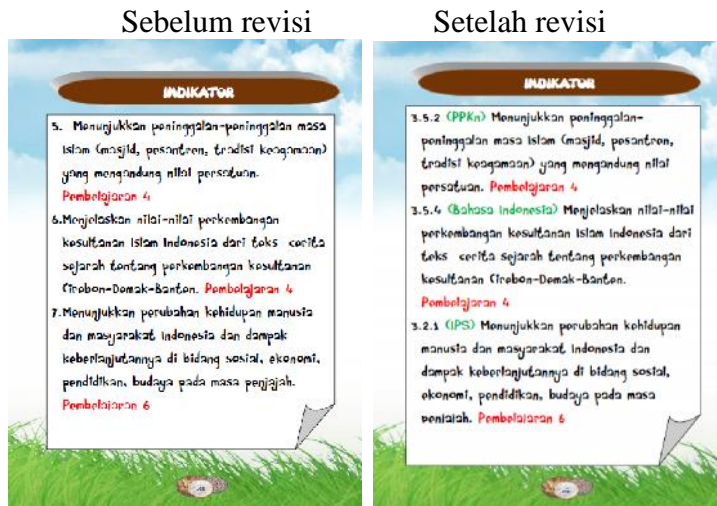 Sebelum revisi
INDIKATOR
5. Menunjukkan peninggalan-peninggalan masa
Islam (masjid, pesantren, tradisi keagamaan)
yang mengandung nilai persatuan.
Pembelajaran 4
6.Menjelaskan nilai-nilai perkembangan
kesultanan Islam Indonesia dari teks cerita
sejarah tentang perkembangan kesultanan
Cirebon-Demak-Banten. Pembelajaran 4
7.Menunjukkan perubahan kehidupan manusia
dan masyarakat Indonesia dan dampak
keberlanjutannya di bidang sosial, ekonomi,
pendidikan, budaya pada masa penjajah.
Pembelajaran 6
Setelah revisi
INDIKATOR
3.5.2 (PPKn) Menunjukkan peninggalan-
peninggalan masa Islam (masjid, pesantren,
tradisi keagamaan) yang mengandung nilai
persatuan. Pembelajaran 4
3.5.4 (Bahasa Indonesia) Menjelaskan nilai-nilai
perkembangan kesultanan Islam Indonesia dari
teks cerita sejarah tentang perkembangan
kesultanan Cirebon-Demak-Banten.
Pembelajaran 4
3.2.1 (IPS) Menunjukkan perubahan kehidupan
manusia dan masyarakat Indonesia dan
dampak keberlanjutannya di bidang sosial,
ekonomi, pendidikan, budaya pada masa
penjajah. Pembelajaran 6